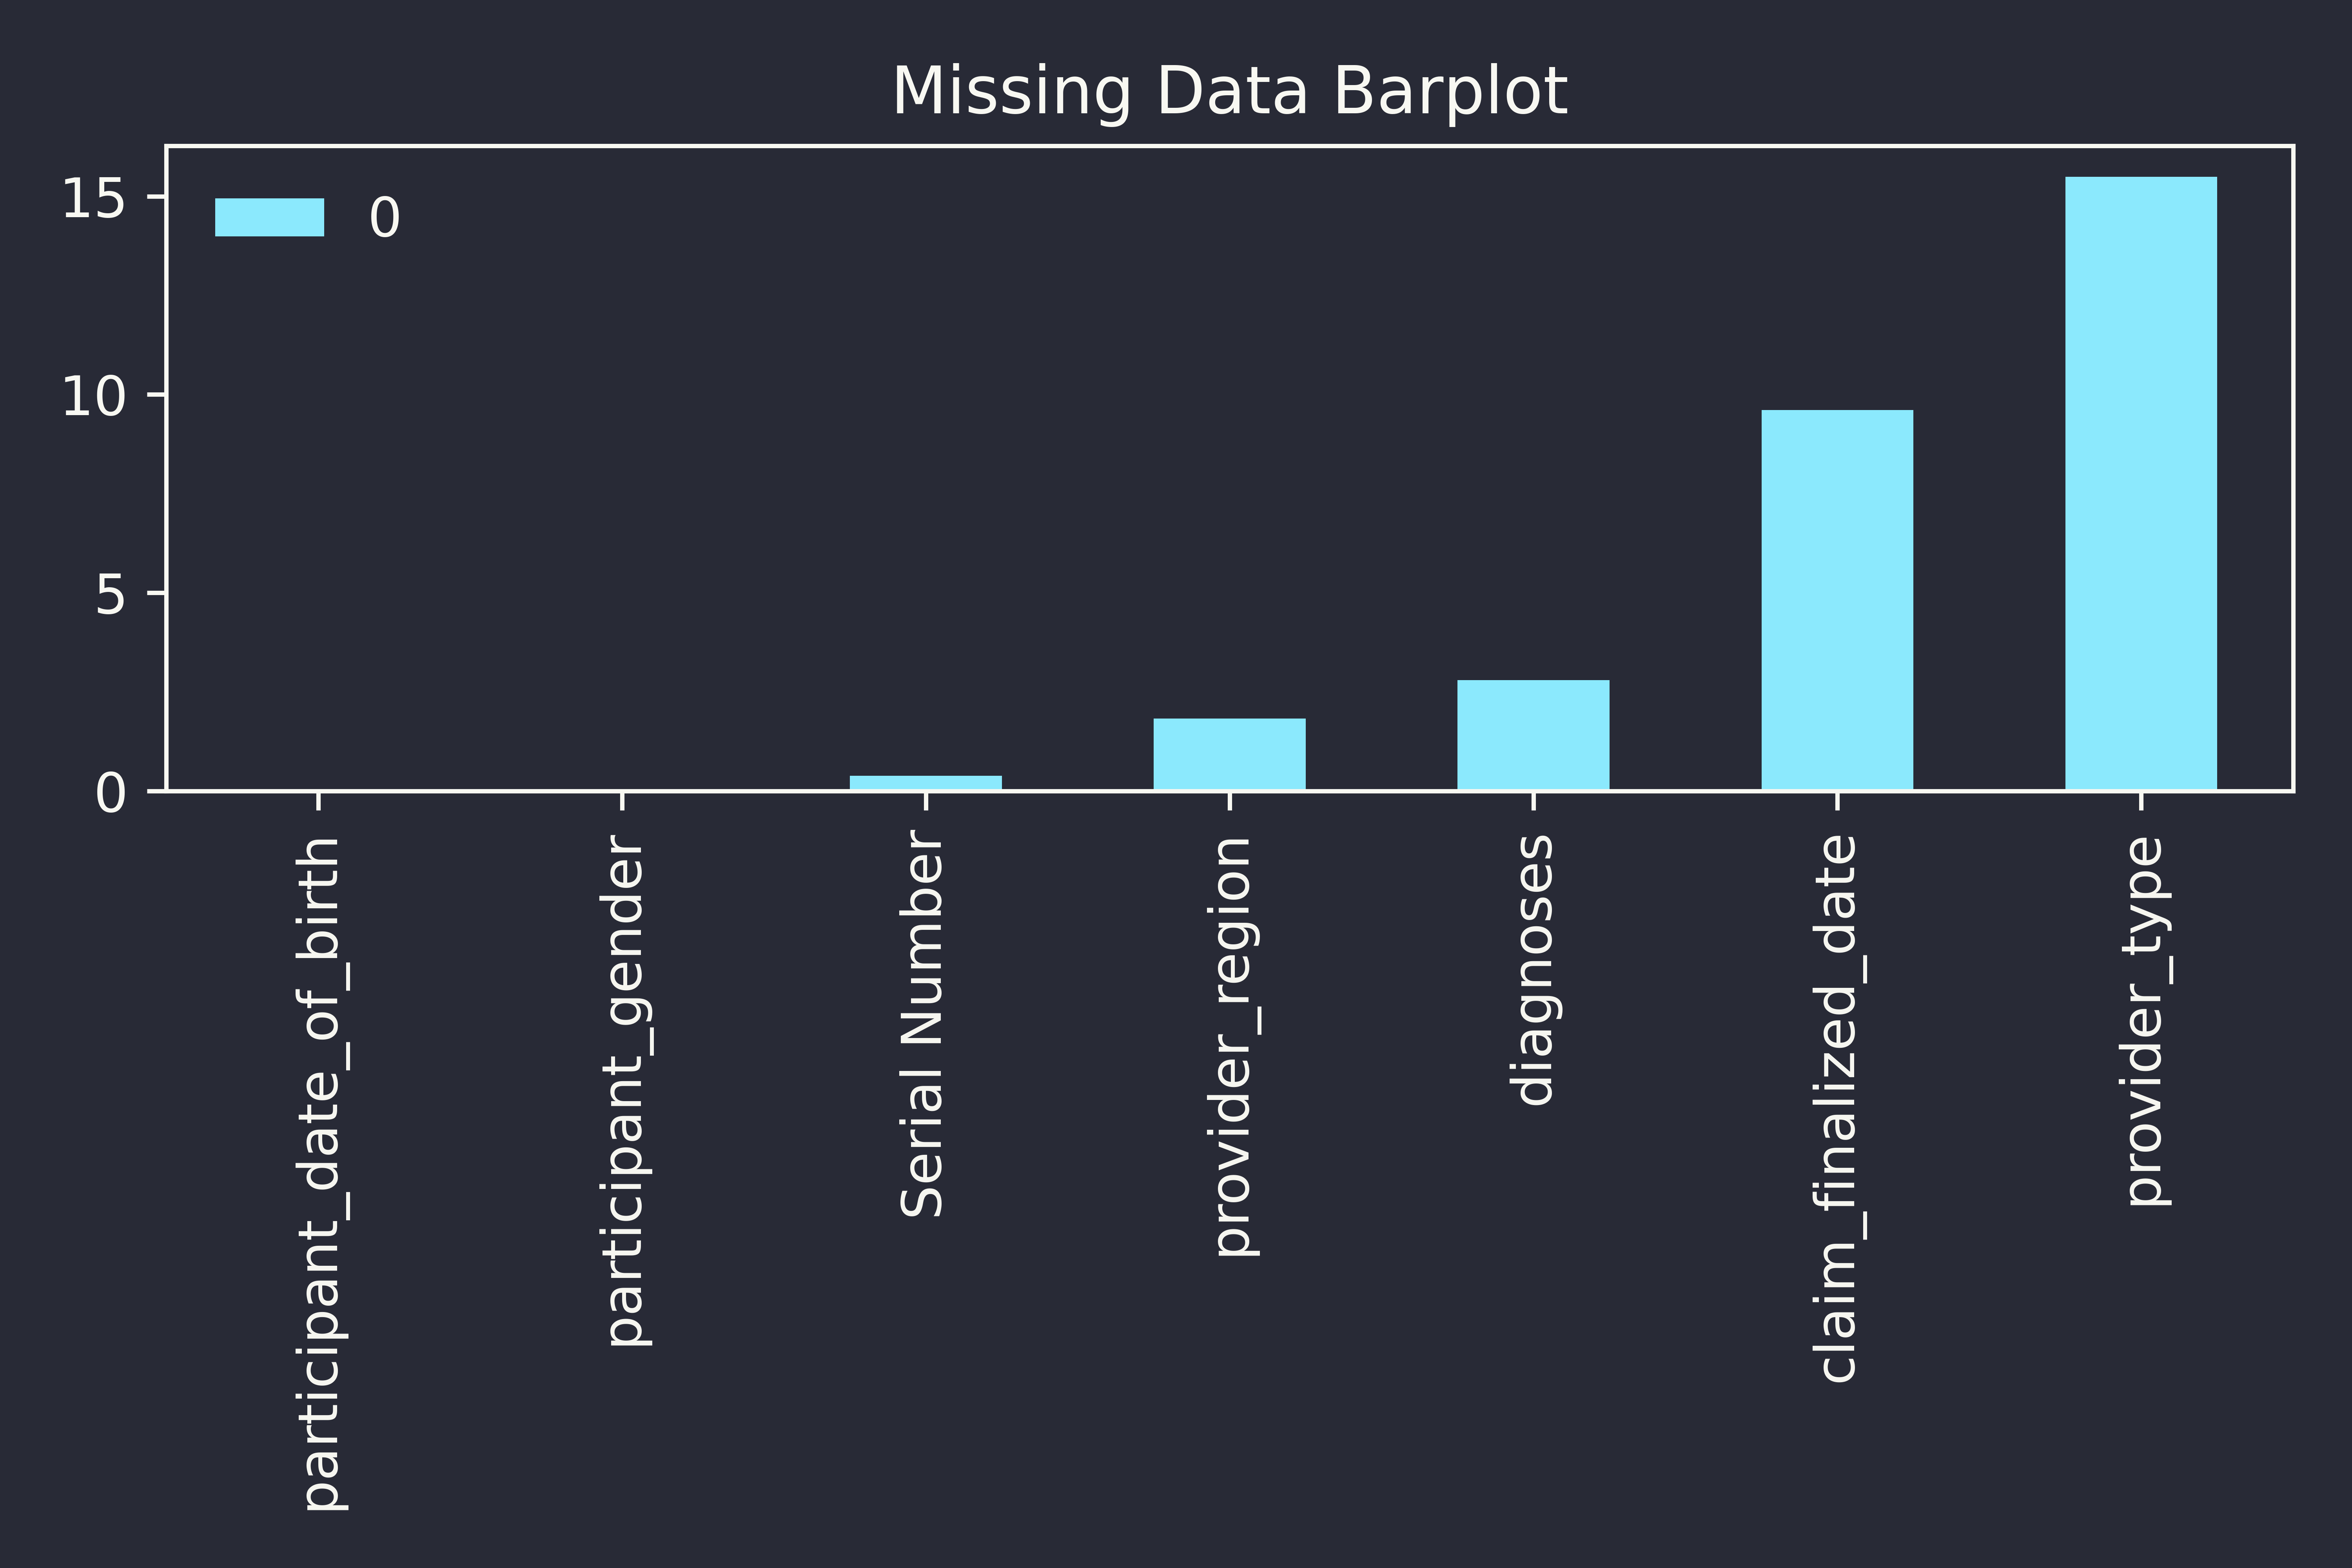 Missing Data Barplot
0
15
10
5
0
participant_date_of_birth
participant_gender
Serial Number
provider_region
diagnoses
claim_finalized_date
provider_type